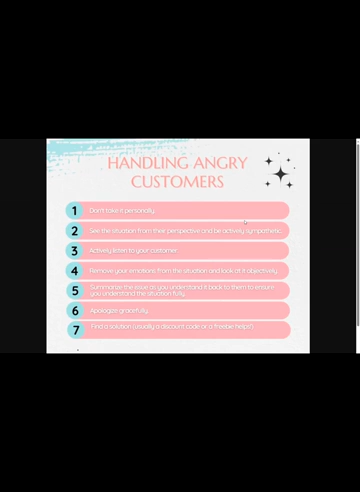 HANDLING ANGRY
CUSTOMERS
1 Don't take it personally
2 See the situation from their perspective and be actively sympathetic.
3 Actively listen to your customer
4 Remove your emotions from the situation and look at it objectively.
5 Summarize the issue as you understand it back to them to ensure
you understand the situation fully.
6 Apologize gracefully
7 Find a solution (usually a discount code or a freebie helps!)